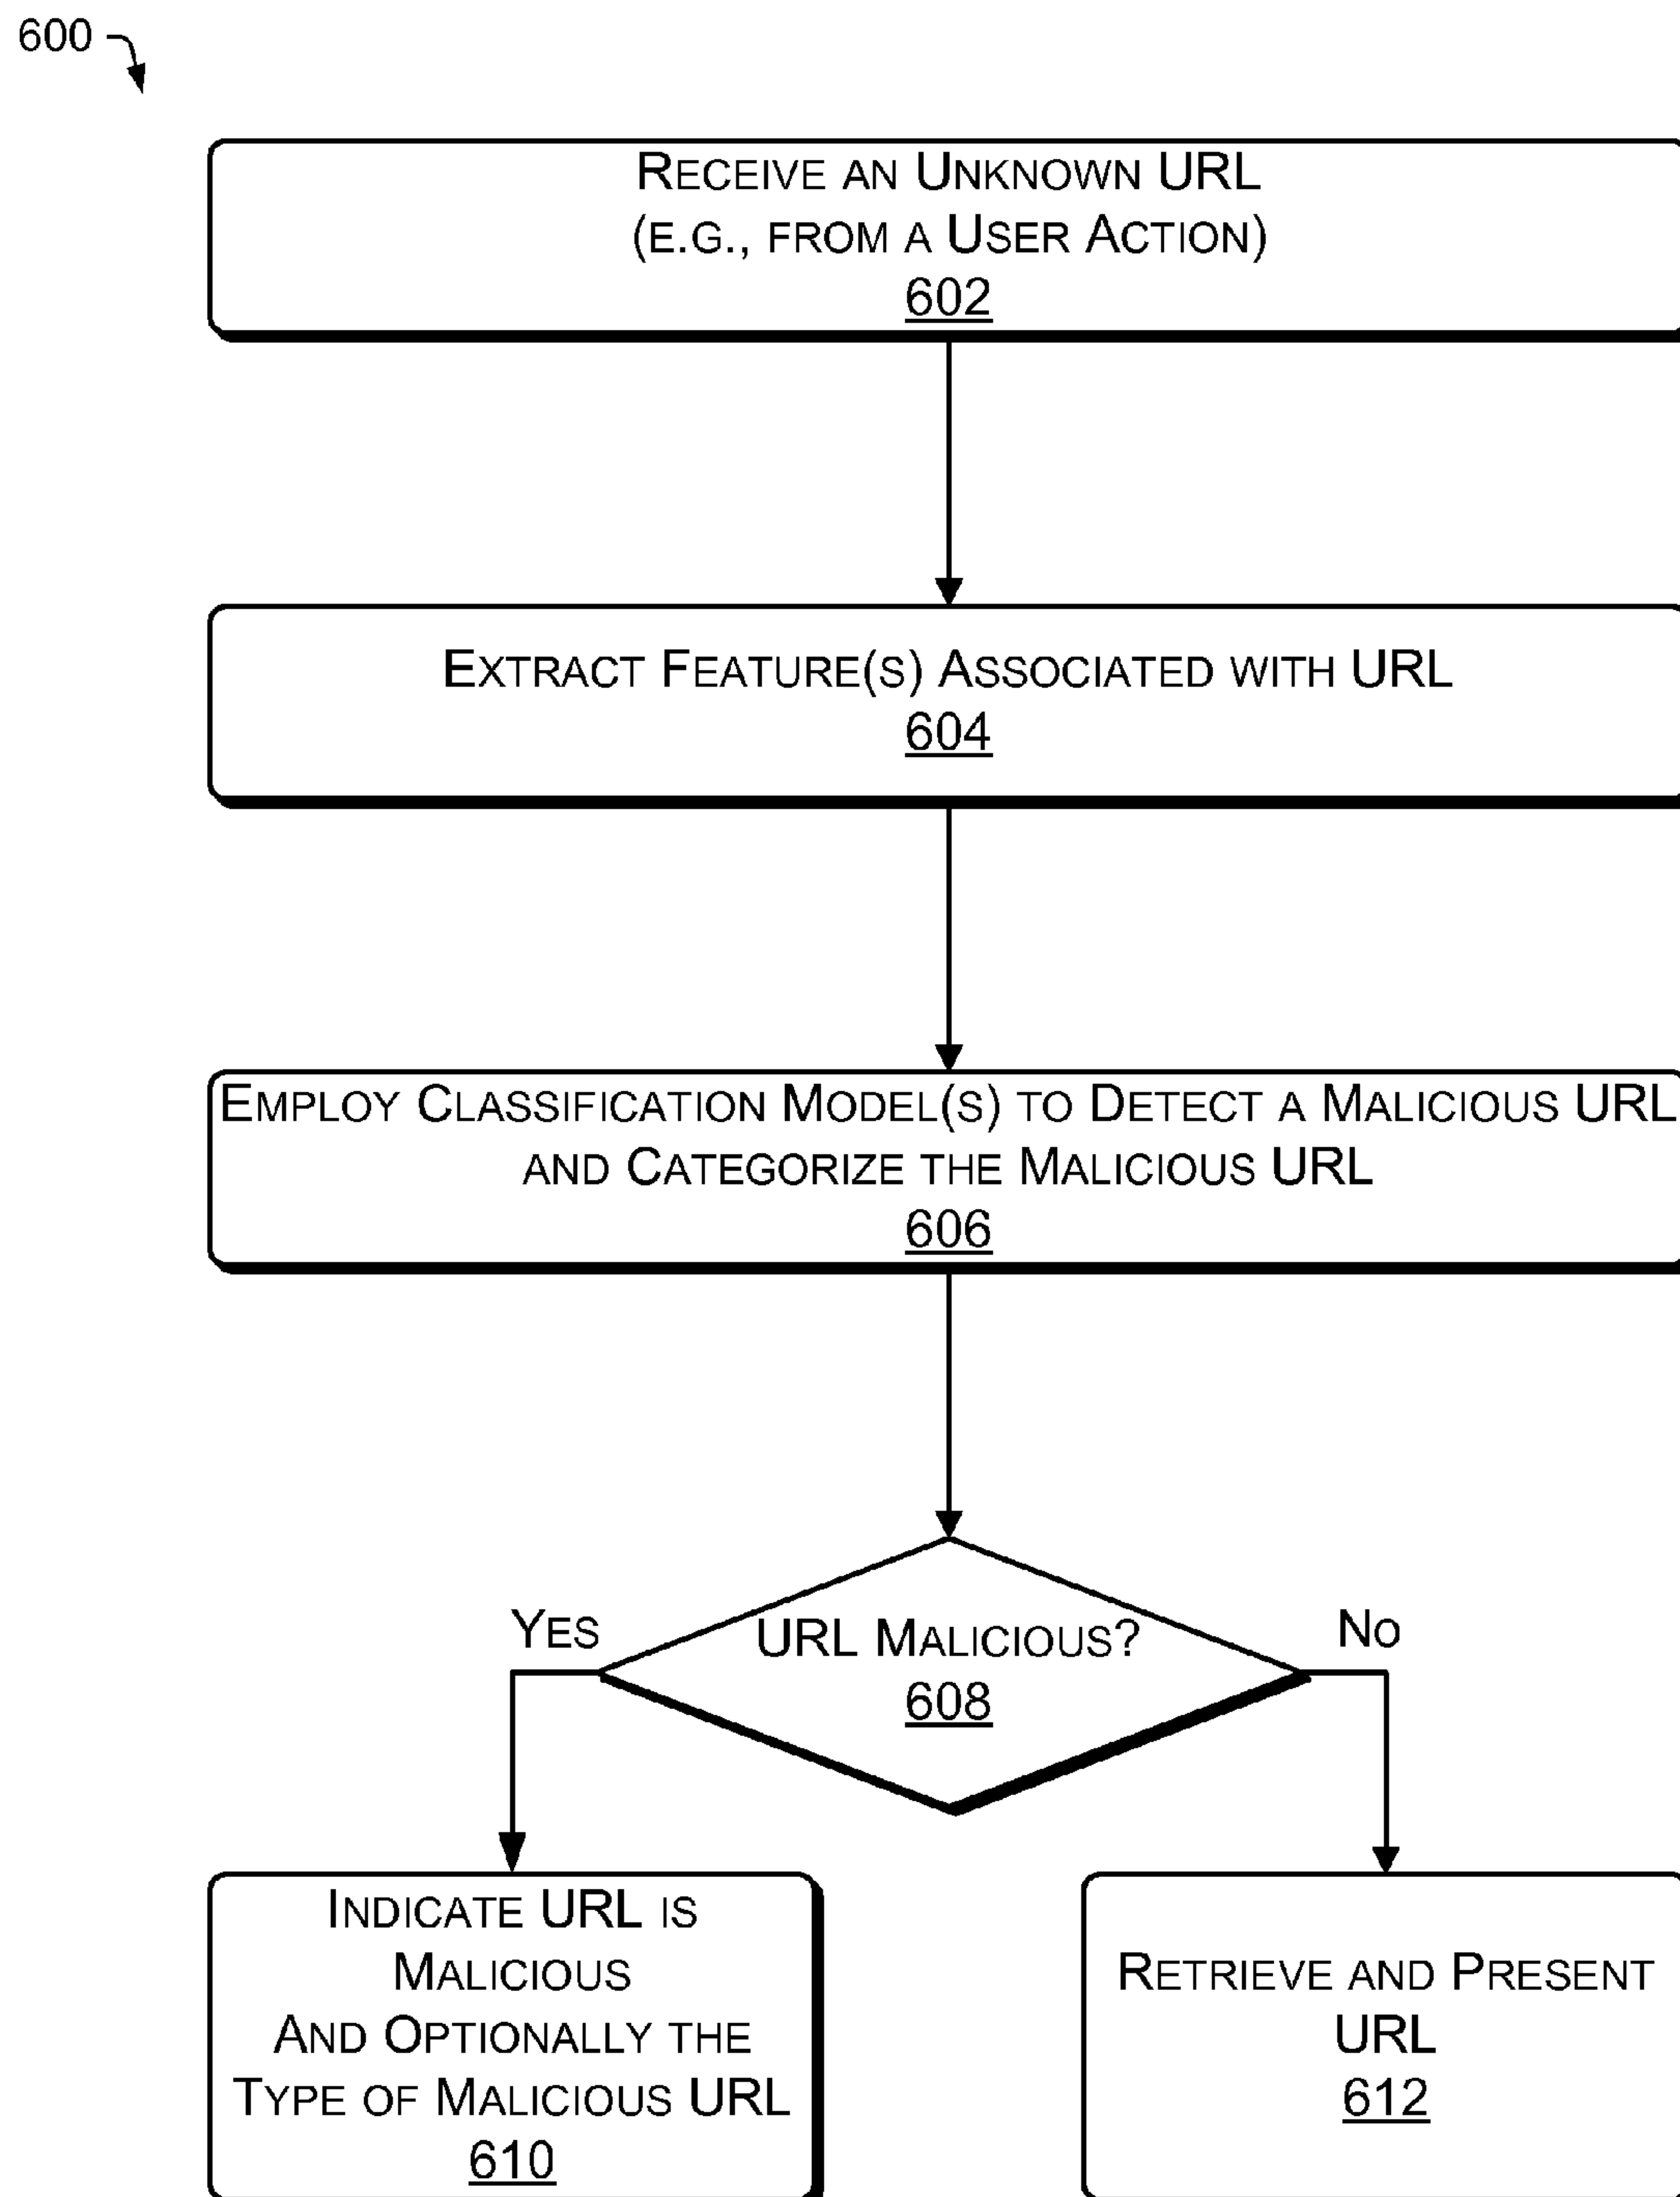 600
RECEIVE AN UNKNOWN URL
(E.G., FROM A USER ACTION)
602
EXTRACT FEATURE(S) ASSOCIATED WITH URL
604
EMPLOY CLASSIFICATION MODEL(S) TO DETECT A MALICIOUS URL
AND CATEGORIZE THE MALICIOUS URL
606
YES
URL MALICIOUS?
NO
608
INDICATE URL IS
MALICIOUS
AND OPTIONALLY THE
TYPE OF MALICIOUS URL
610
RETRIEVE AND PRESENT
URL
612